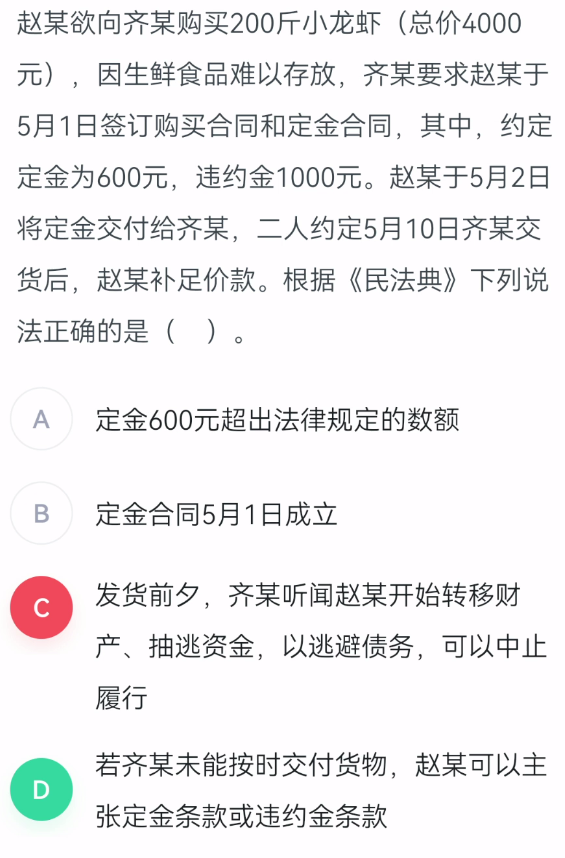 赵某欲向齐某购买200斤小龙虾（总价4000
元），因生鲜食品难以存放，齐某要求赵某于
5月1日签订购买合同和定金合同，其中，约定
定金为600元，违约金1000元。赵某于5月2日
将定金交付给齐某，二人约定5月10日齐某交
货后，赵某补足价款。根据《民法典》下列说
法正确的是（　）。
A 定金600元超出法律规定的数额
B 定金合同5月1日成立
C 发货前夕，齐某听闻赵某开始转移财
产、抽逃资金，以逃避债务，可以中止
履行
D 若齐某未能按时交付货物，赵某可以主
张定金条款或违约金条款